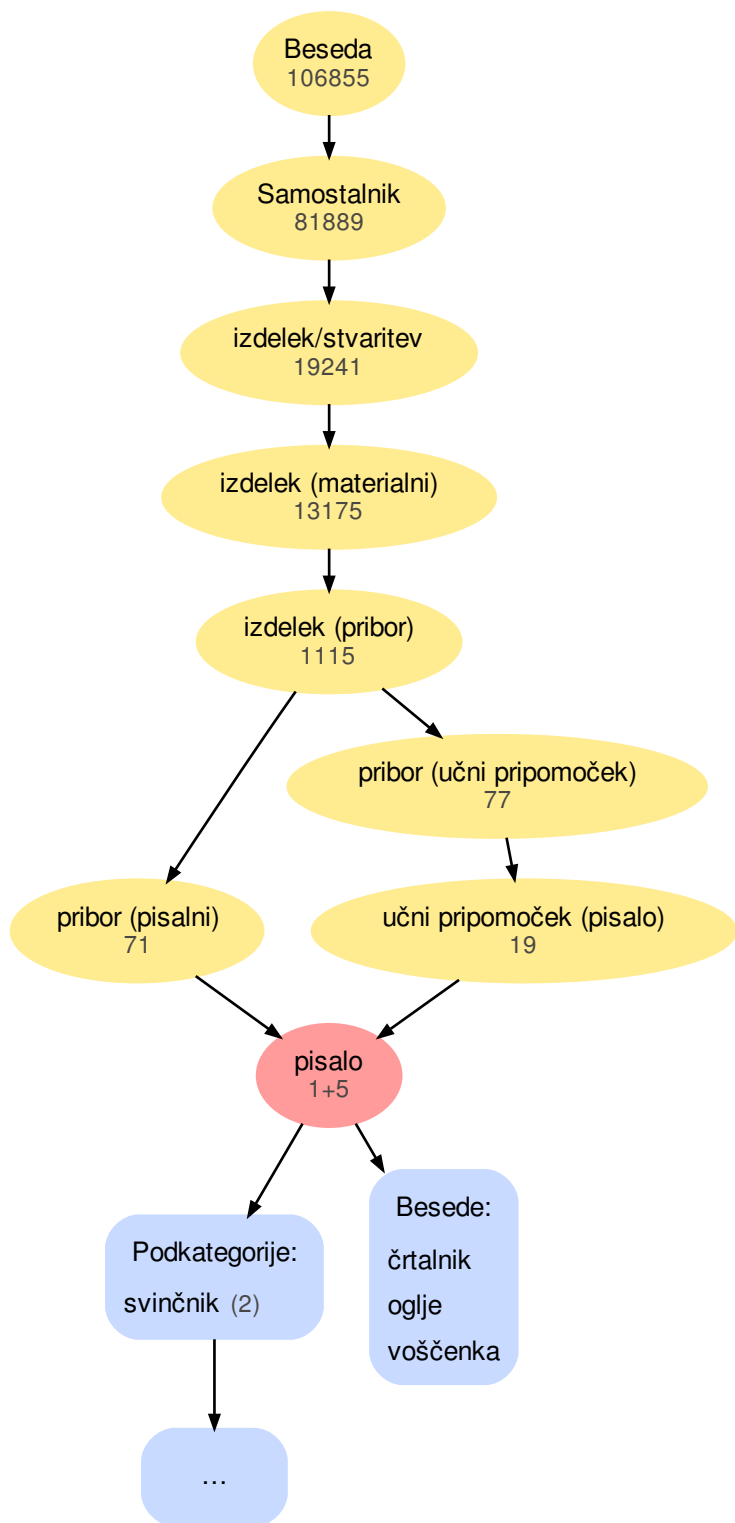 Beseda
106855
Samostalnik
81889
izdelek/stvaritev
19241
izdelek (materialni)
13175
izdelek (pribor)
1115
pribor (učni pripomoček)
77
pribor (pisalni)
71
učni pripomoček (pisalo)
19
pisalo
1+5
Podkategorije:
svinčnik (2)
Besede:
črtalnik
oglje
voščenka
...